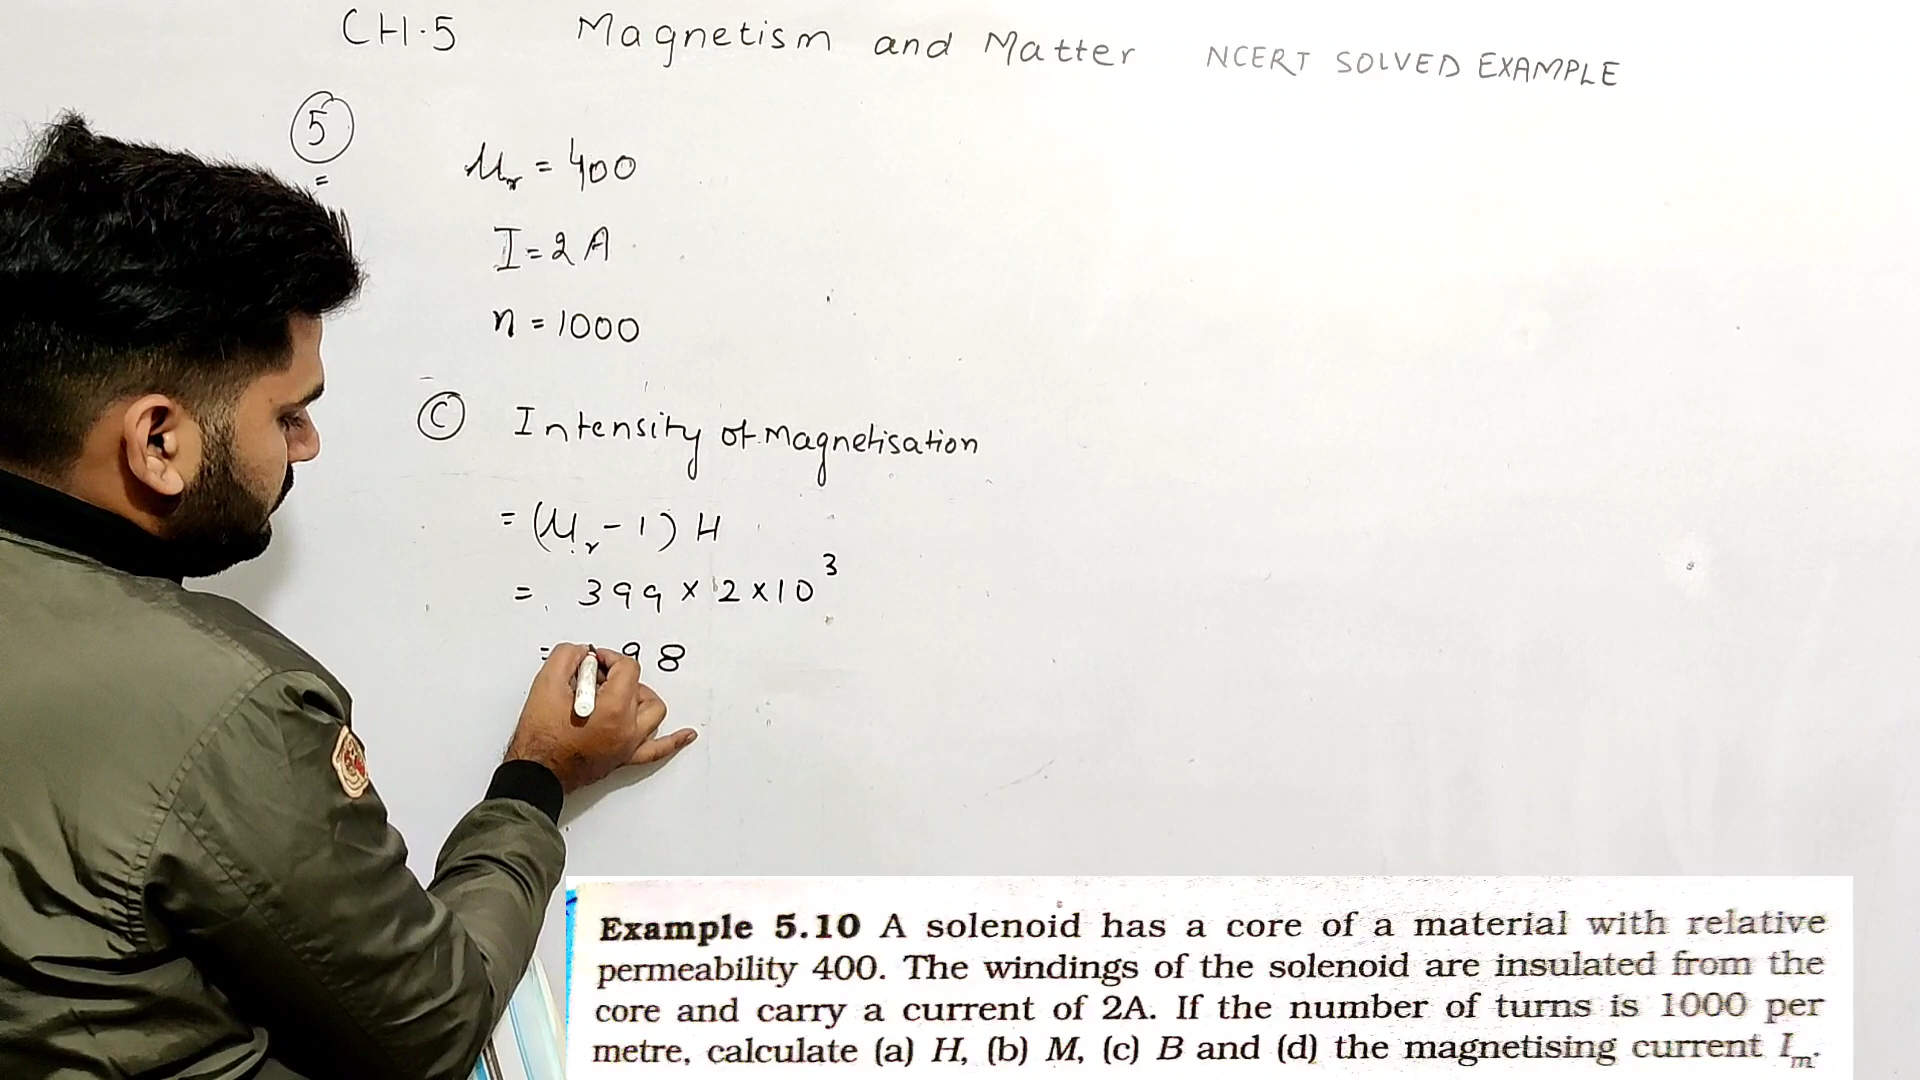 CH.5 Magnetism and Matter NCERT SOLVED EXAMPLE
5
=
μr = 400
I = 2 A
n = 1000
C Intensity of Magnetisation
= (μr - 1) H
= 399 × 2 × 10³
= 98
Example 5.10 A solenoid has a core of a material with relative
permeability 400. The windings of the solenoid are insulated from the
core and carry a current of 2A. If the number of turns is 1000 per
metre, calculate (a) H, (b) M, (c) B and (d) the magnetising current Im.